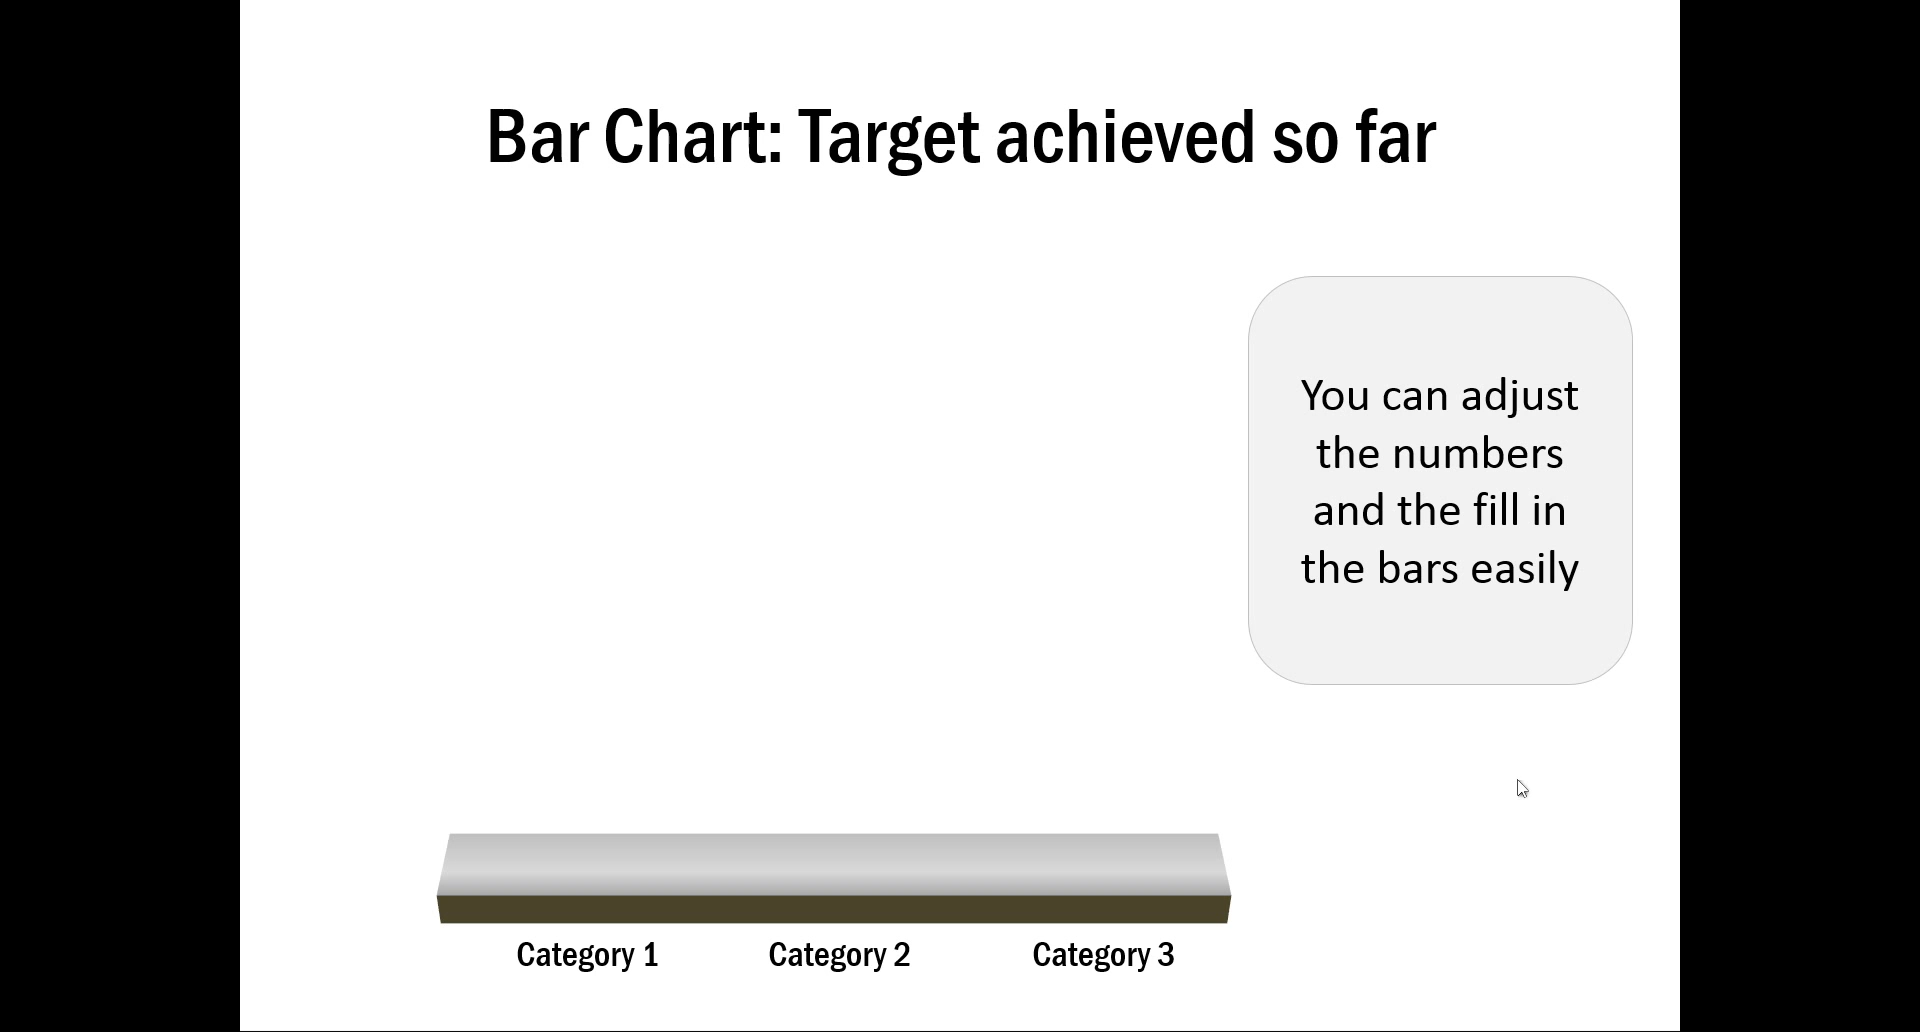 Bar Chart: Target achieved so far
You can adjust
the numbers
and the fill in
the bars easily
Category 1
Category 2
Category 3